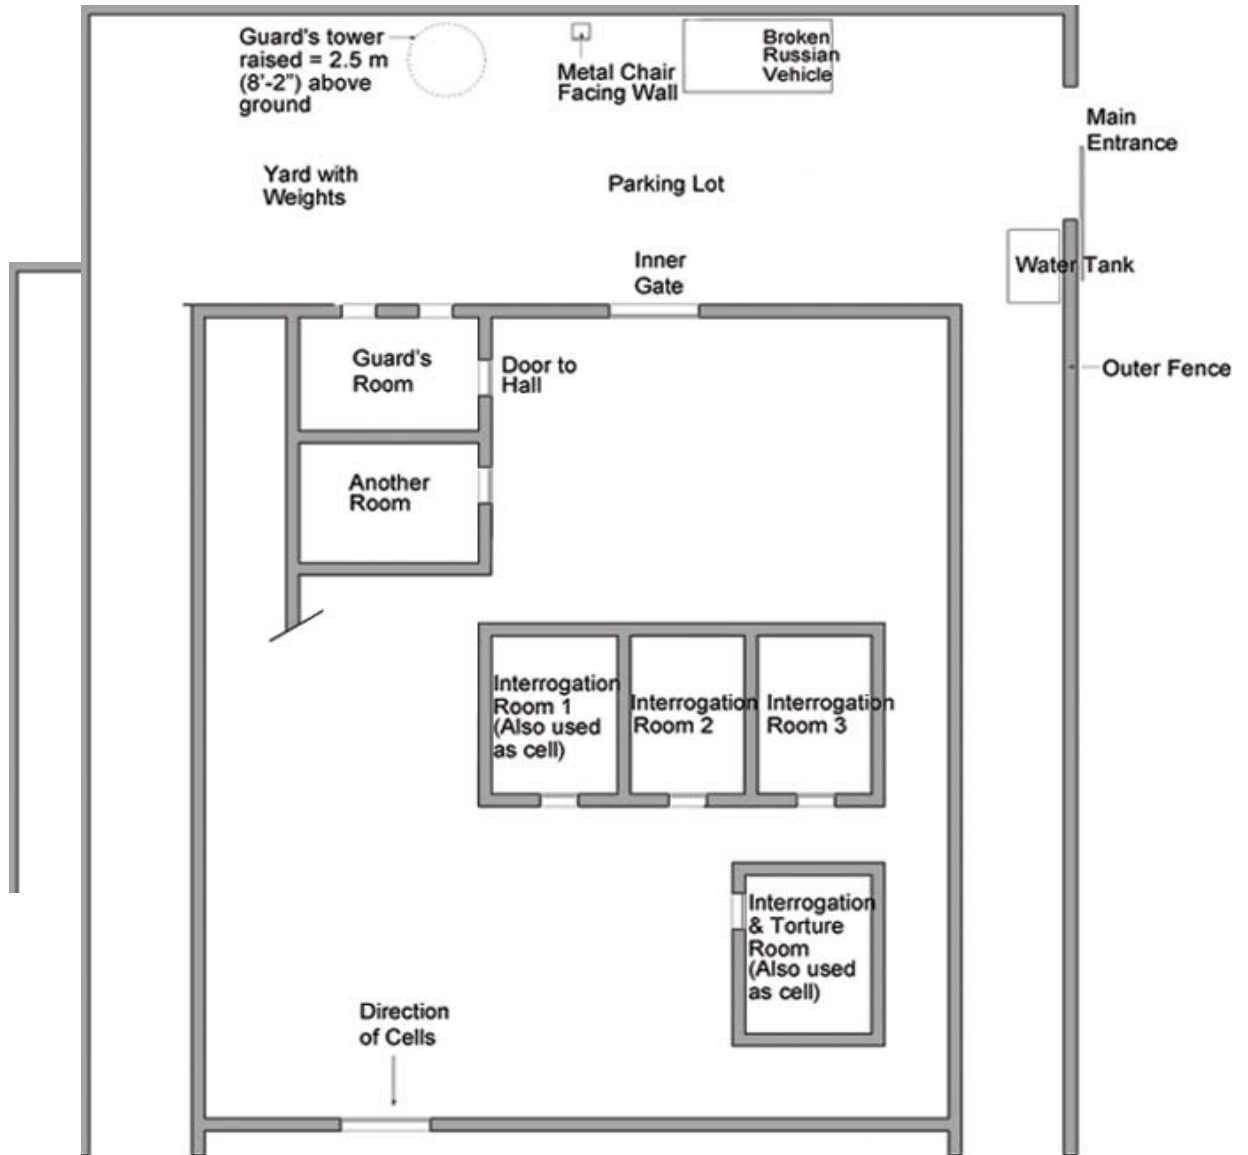 Guard's tower
raised = 2.5 m
(8'-2") above
ground
Metal Chair
Facing Wall
Broken
Russian
Vehicle
Main
Entrance
Yard with
Weights
Parking Lot
Inner
Gate
Water Tank
Guard's
Room
Door to
Hall
Outer Fence
Another
Room
Interrogation
Room 1
(Also used
as cell)
Interrogation
Room 2
Interrogation
Room 3
Interrogation
& Torture
Room
(Also used
as cell)
Direction
of Cells